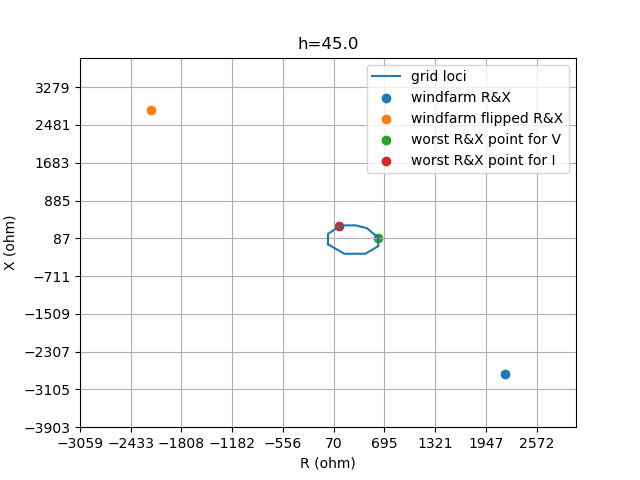 h=45.0
grid loci
windfarm R&X
windfarm flipped R&X
worst R&X point for V
worst R&X point for I
X (ohm)
3279
2481
1683
885
87
−711
−1509
−2307
−3105
−3903
−3059 −2433 −1808 −1182 −556 70 695 1321 1947 2572
R (ohm)